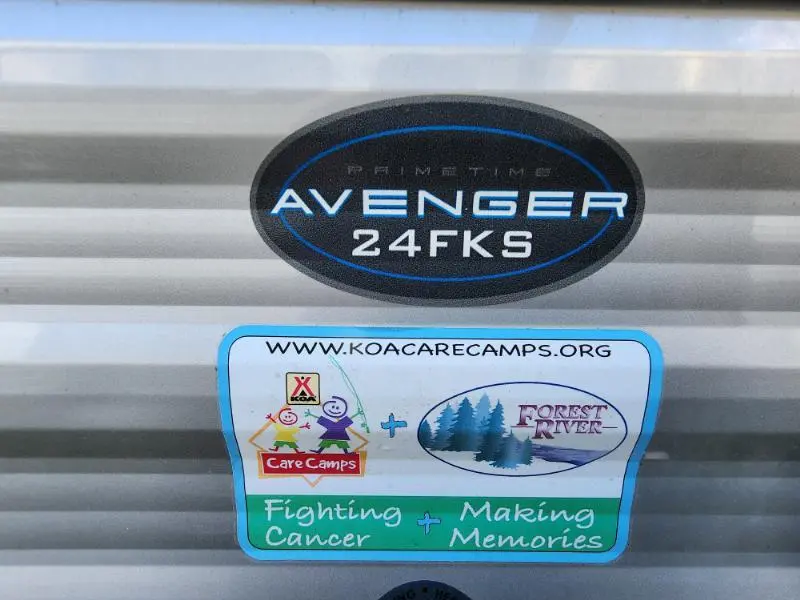 PRIMETIME
AVENGER
24FKS
WWW.KOACARECAMPS.ORG
KOA
Care Camps
+
FOREST
RIVER
Fighting
Cancer
+
Making
Memories